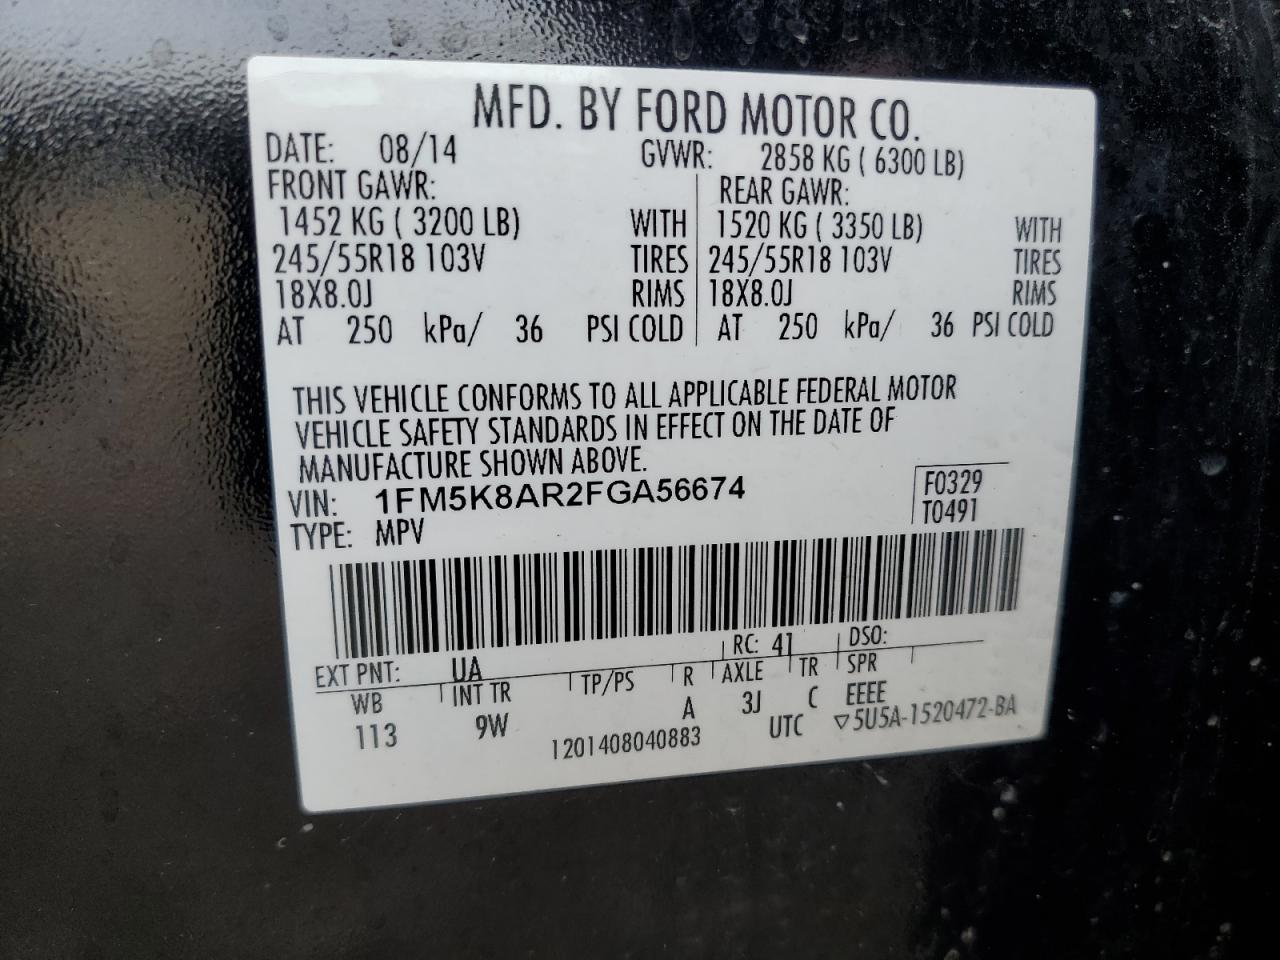 MFD. BY FORD MOTOR CO.
DATE: 08/14 GVWR: 2858 KG ( 6300 LB)
FRONT GAWR: REAR GAWR:
1452 KG ( 3200 LB) WITH 1520 KG ( 3350 LB) WITH
245/55R18 103V TIRES 245/55R18 103V TIRES
18X8.0J RIMS 18X8.0J RIMS
AT 250 kPa/ 36 PSI COLD AT 250 kPa/ 36 PSI COLD
THIS VEHICLE CONFORMS TO ALL APPLICABLE FEDERAL MOTOR
VEHICLE SAFETY STANDARDS IN EFFECT ON THE DATE OF
MANUFACTURE SHOWN ABOVE.
VIN: 1FM5K8AR2FGA56674 F0329
TYPE: MPV T0491
EXT PNT: UA RC: 41 DSO:
WB INT TR TP/PS R AXLE TR SPR
113 9W A 3J C EEEE
1201408040883 UTC ▽5U5A-1520472-BA